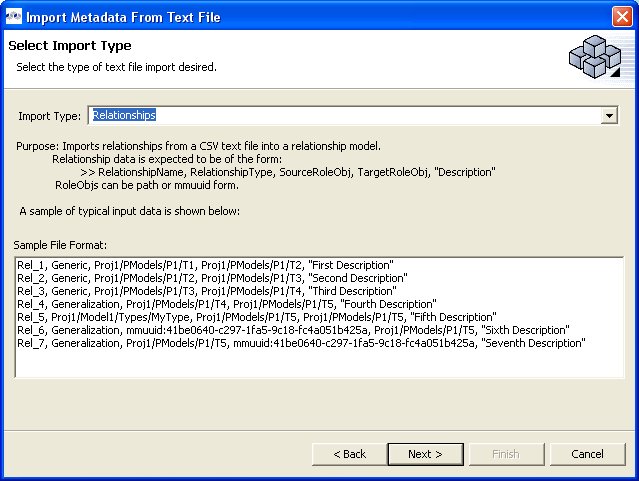 Import Metadata From Text File
Select Import Type
Select the type of text file import desired.
Import Type: Relationships
Purpose: Imports relationships from a CSV text file into a relationship model.
Relationship data is expected to be of the form:
>> RelationshipName, RelationshipType, SourceRoleObj, TargetRoleObj, "Description"
RoleObjs can be path or mmuuid form.
A sample of typical input data is shown below:
Sample File Format:
Rel_1, Generic, Proj1/PModels/P1/T1, Proj1/PModels/P1/T2, "First Description"
Rel_2, Generic, Proj1/PModels/P1/T2, Proj1/PModels/P1/T3, "Second Description"
Rel_3, Generic, Proj1/PModels/P1/T3, Proj1/PModels/P1/T4, "Third Description"
Rel_4, Generalization, Proj1/PModels/P1/T4, Proj1/PModels/P1/T5, "Fourth Description"
Rel_5, Proj1/Model1/Types/MyType, Proj1/PModels/P1/T5, Proj1/PModels/P1/T5, "Fifth Description"
Rel_6, Generalization, mmuuid:41be0640-c297-1fa5-9c18-fc4a051b425a, Proj1/PModels/P1/T5, "Sixth Description"
Rel_7, Generalization, Proj1/PModels/P1/T5, mmuuid:41be0640-c297-1fa5-9c18-fc4a051b425a, "Seventh Description"
< Back Next > Finish Cancel